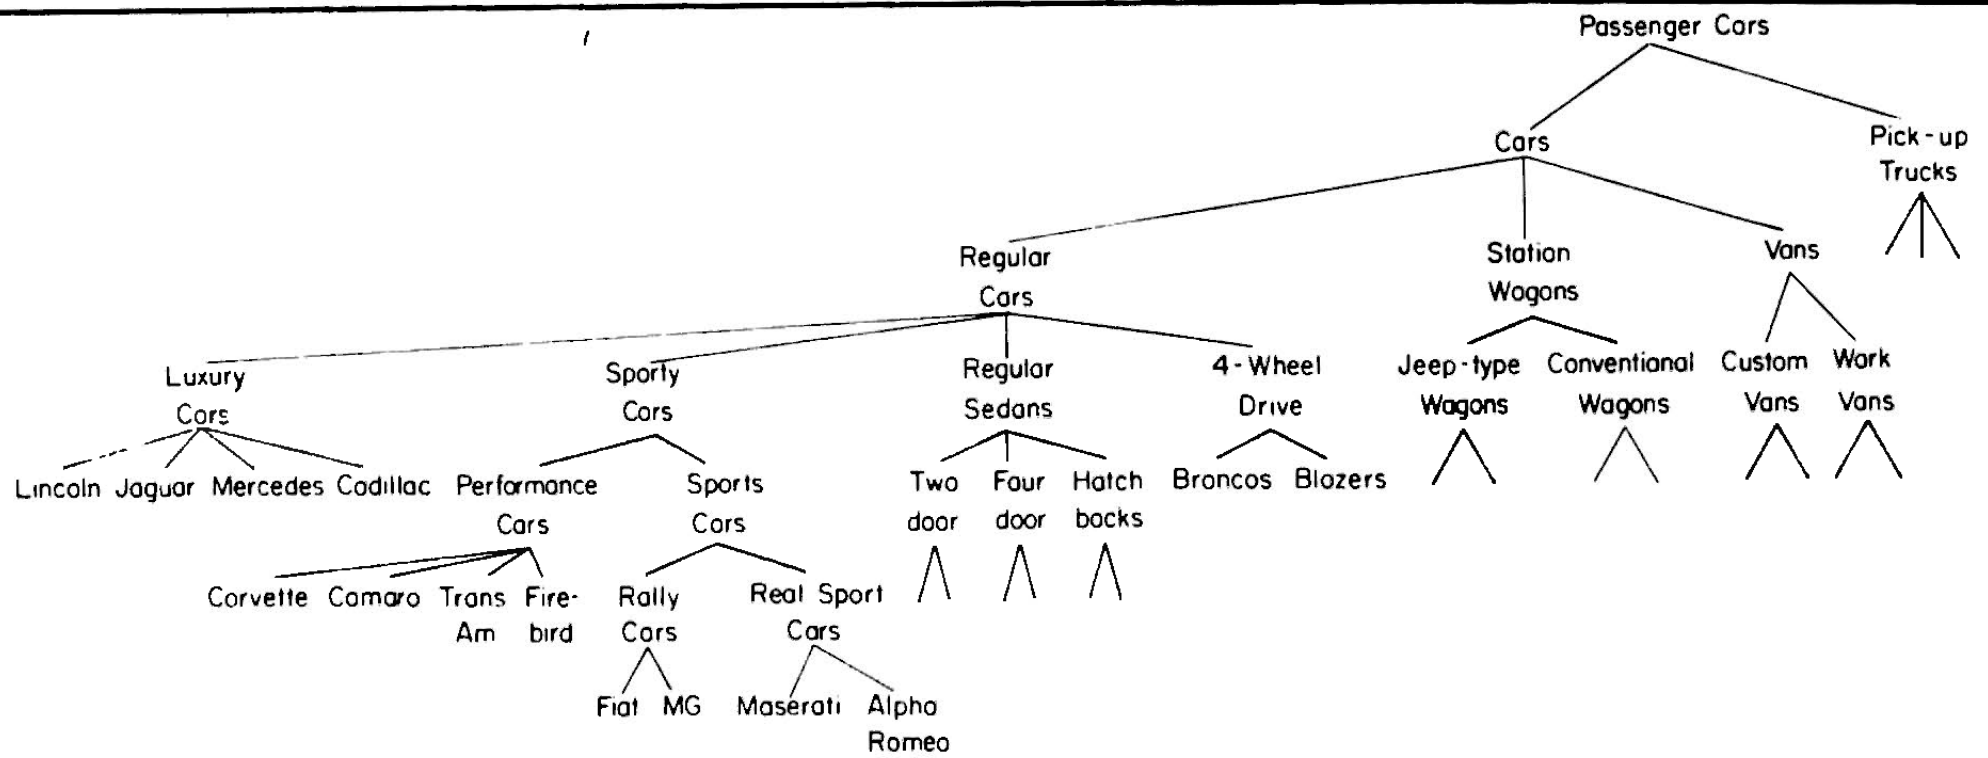 Passenger Cars
Cars
Pick-up
Trucks
Regular
Cars
Station
Wagons
Vans
Luxury
Cars
Sporty
Cars
Regular
Sedans
4-Wheel
Drive
Jeep-type
Wagons
Conventional
Wagons
Custom
Vans
Work
Vans
Lincoln Jaguar Mercedes Cadillac
Performance
Cars
Sports
Cars
Two
door
Four
door
Hatch
backs
Broncos Blazers
Corvette Camaro
Trans
Am
Fire-
bird
Rally
Cars
Real Sport
Cars
Fiat MG
Maserati
Alpha
Romeo